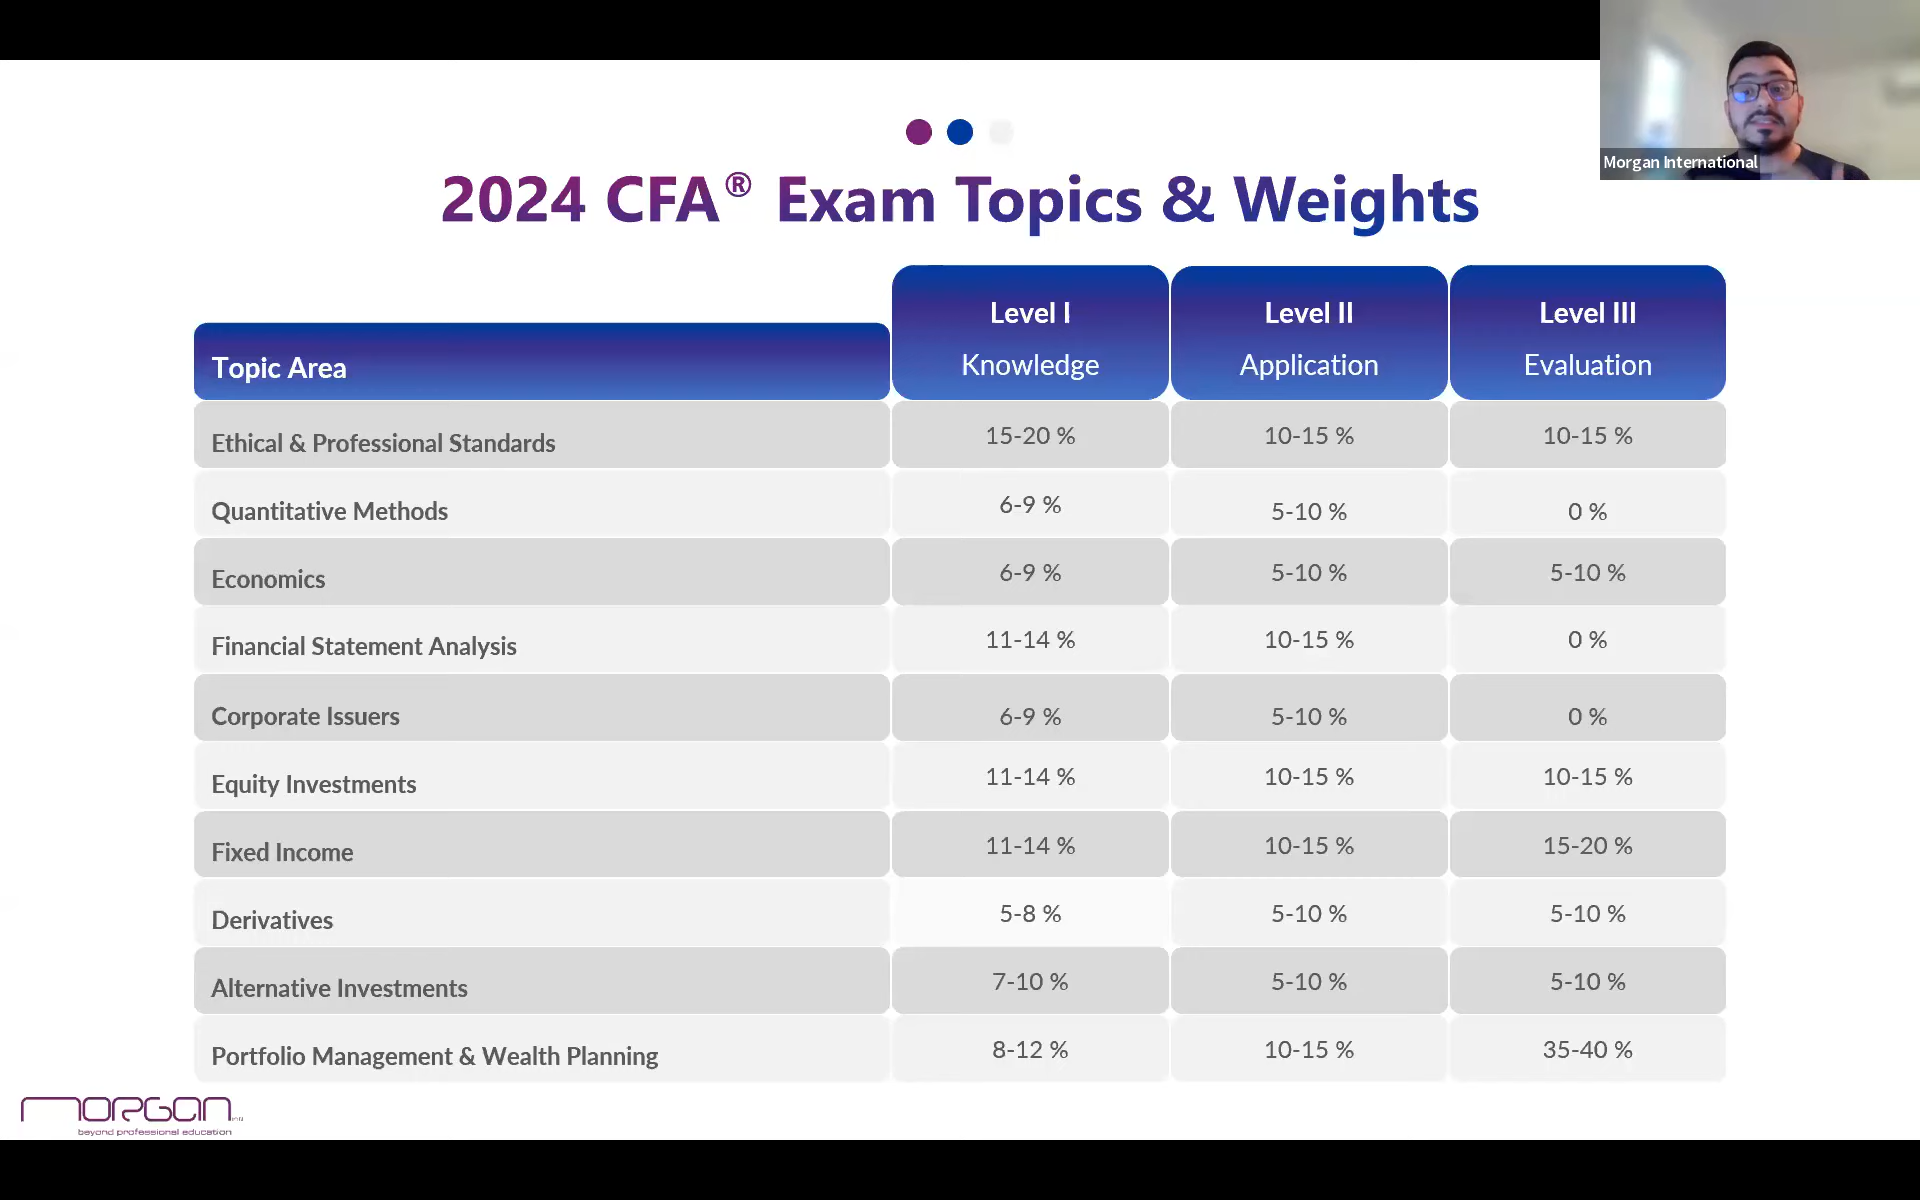 Morgan International
2024 CFA® Exam Topics & Weights
Topic Area
Level I
Knowledge
Level II
Application
Level III
Evaluation
Ethical & Professional Standards 15-20 % 10-15 % 10-15 %
Quantitative Methods 6-9 % 5-10 % 0 %
Economics 6-9 % 5-10 % 5-10 %
Financial Statement Analysis 11-14 % 10-15 % 0 %
Corporate Issuers 6-9 % 5-10 % 0 %
Equity Investments 11-14 % 10-15 % 10-15 %
Fixed Income 11-14 % 10-15 % 15-20 %
Derivatives 5-8 % 5-10 % 5-10 %
Alternative Investments 7-10 % 5-10 % 5-10 %
Portfolio Management & Wealth Planning 8-12 % 10-15 % 35-40 %
MORGAN
beyond professional education